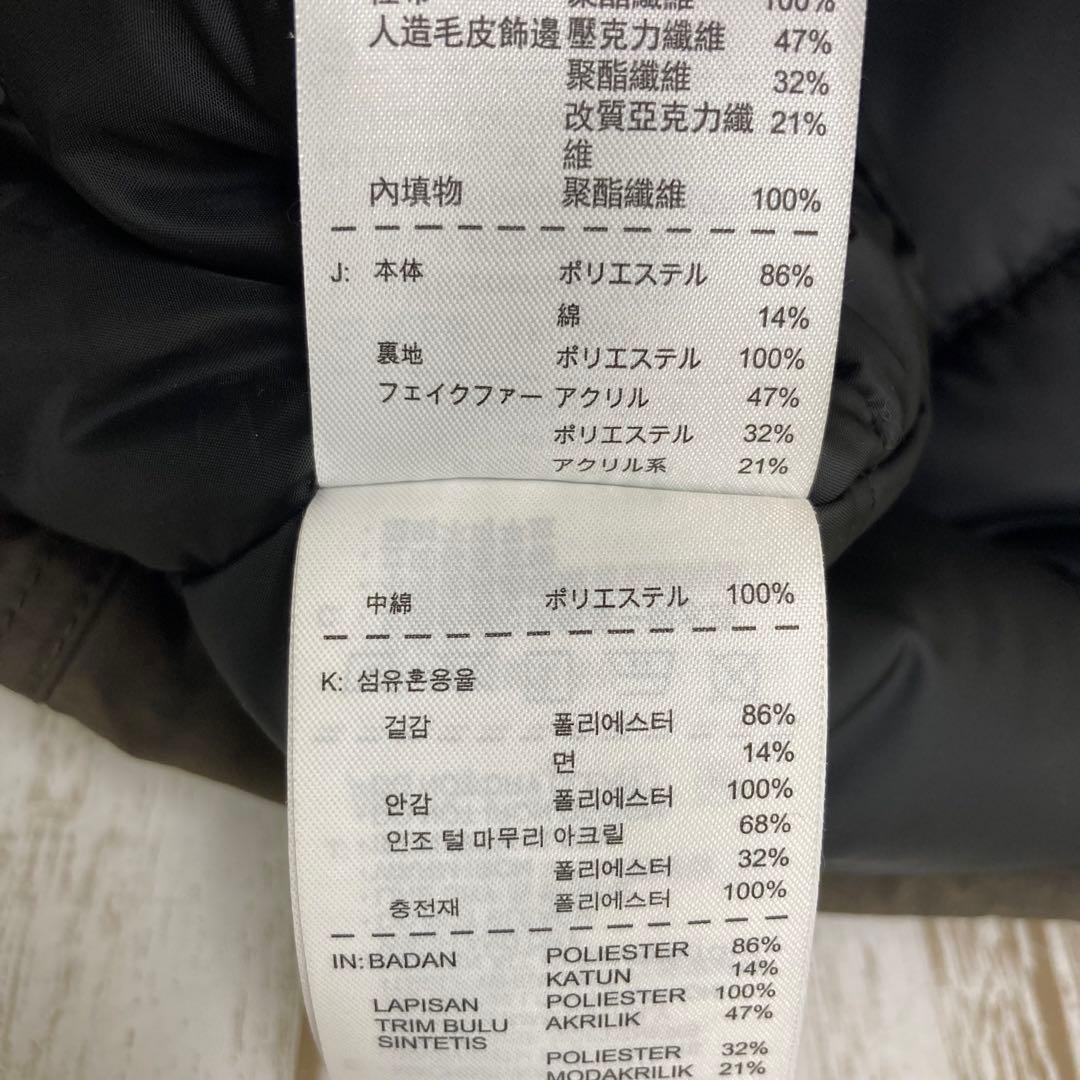 聚酯纖維 100%
人造毛皮飾邊 壓克力纖維 47%
聚酯纖維 32%
改質亞克力纖 21%
維
內填物 聚酯纖維 100%
J: 本体 ポリエステル 86%
綿 14%
裏地 ポリエステル 100%
フェイクファー アクリル 47%
ポリエステル 32%
アクリル系 21%
中綿 ポリエステル 100%
K: 섬유혼용율
겉감 폴리에스터 86%
면 14%
안감 폴리에스터 100%
인조 털 마무리 아크릴 68%
폴리에스터 32%
충전재 폴리에스터 100%
IN: BADAN POLIESTER 86%
KATUN 14%
LAPISAN POLIESTER 100%
TRIM BULU AKRILIK 47%
SINTETIS
POLIESTER 32%
MODAKRILIK 21%